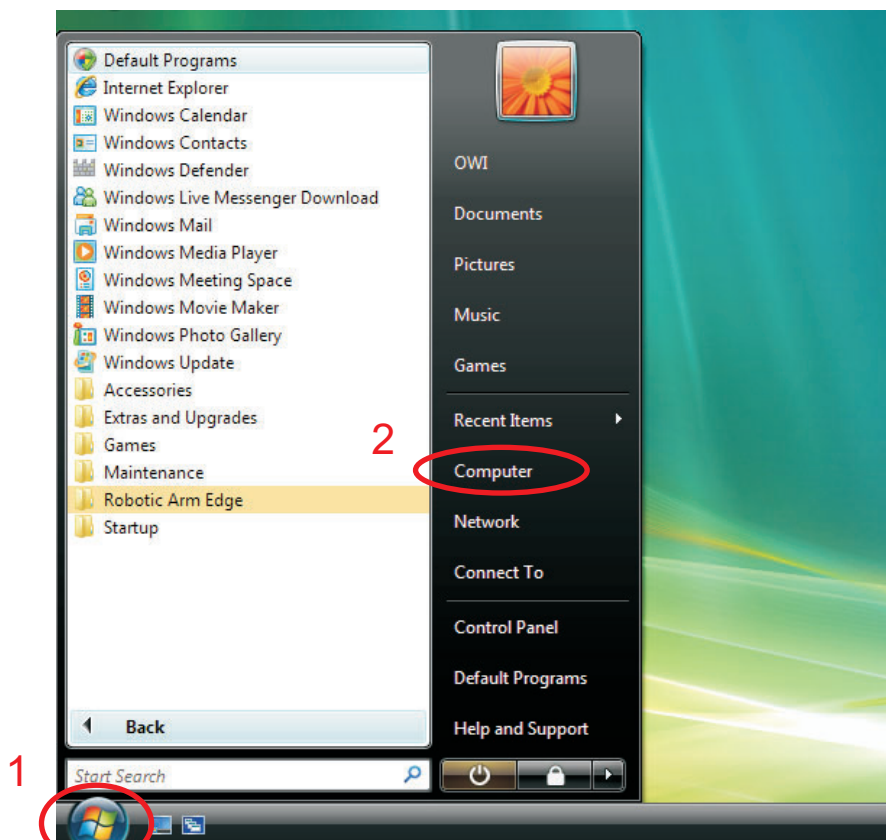 Default Programs
Internet Explorer
Windows Calendar
Windows Contacts
Windows Defender
Windows Live Messenger Download
Windows Mail
Windows Media Player
Windows Meeting Space
Windows Movie Maker
Windows Photo Gallery
Windows Update
Accessories
Extras and Upgrades
Games
Maintenance
Robotic Arm Edge
Startup
Back
Start Search
OWI
Documents
Pictures
Music
Games
Recent Items
2
Computer
Network
Connect To
Control Panel
Default Programs
Help and Support
1